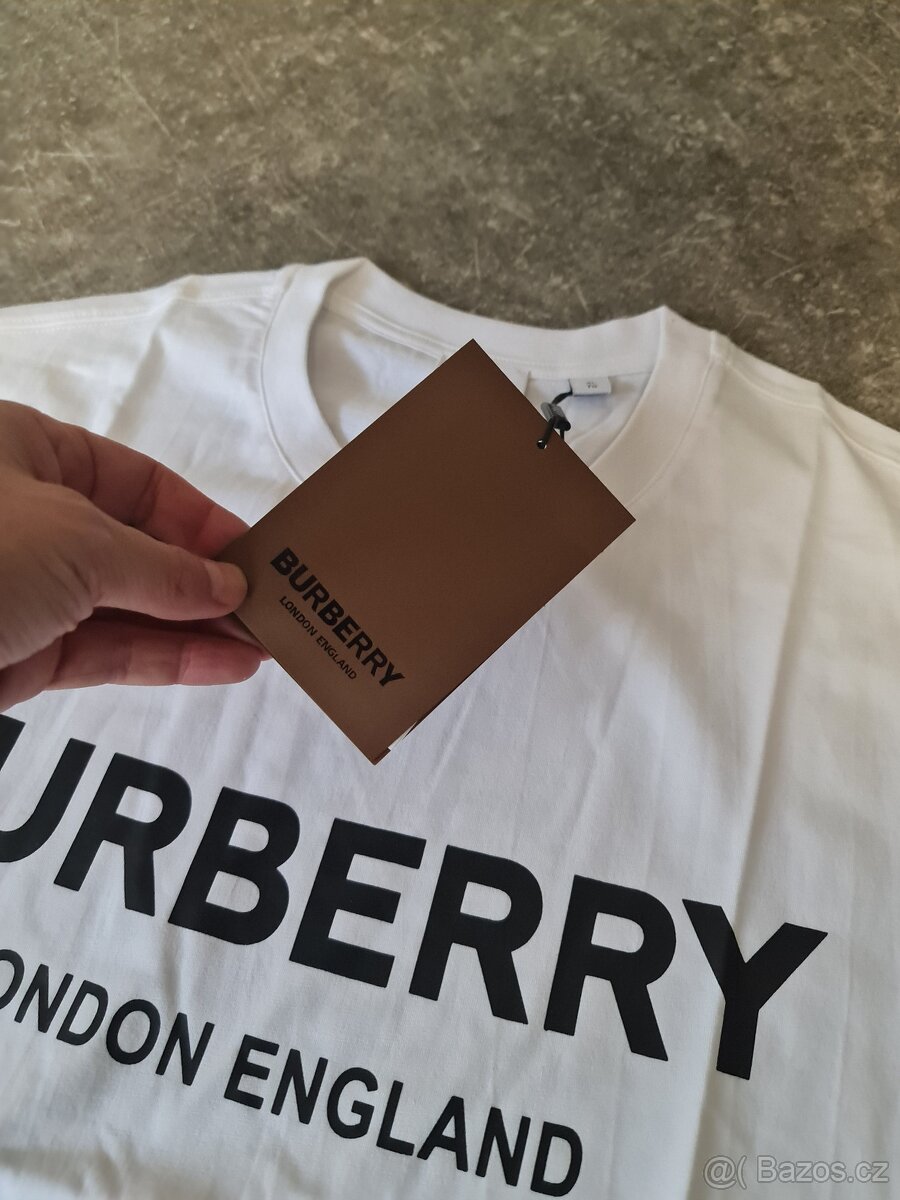 BURBERRY
LONDON ENGLAND
URBERRY
ONDON ENGLAND
@( Bazos.cz